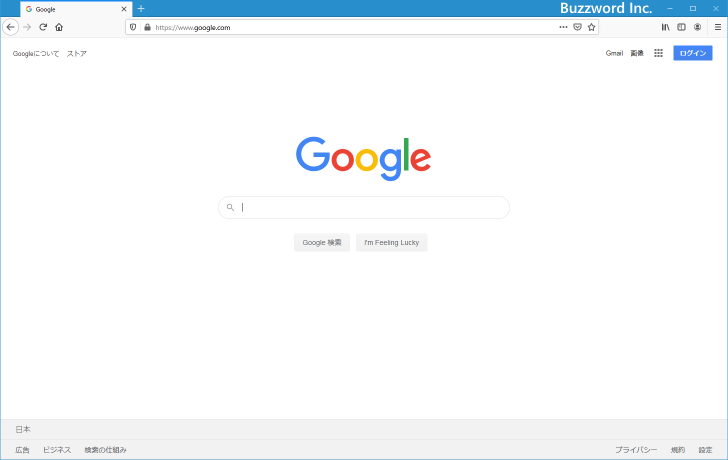 Google
Buzzword Inc.
https://www.google.com
Googleについて ストア
Gmail 画像 ログイン
Google
Google 検索 I'm Feeling Lucky
日本
広告 ビジネス 検索の仕組み プライバシー 規約 設定